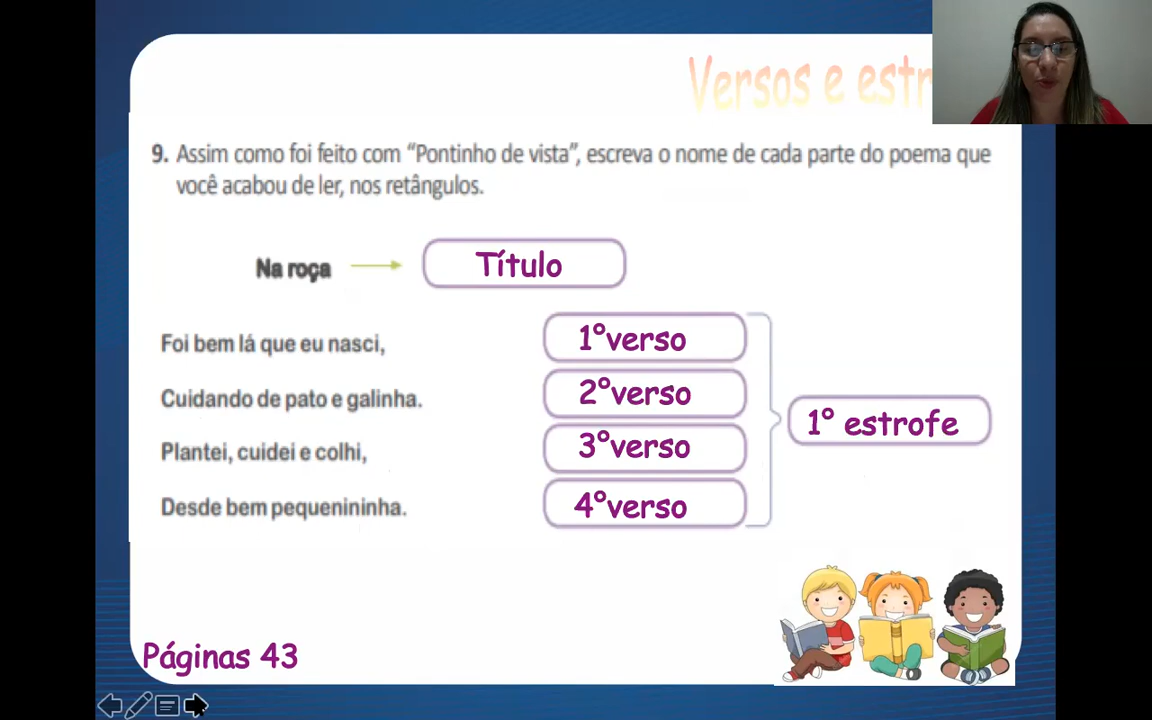 Versos e estr
9. Assim como foi feito com “Pontinho de vista”, escreva o nome de cada parte do poema que
você acabou de ler, nos retângulos.
Na roça
Título
Foi bem lá que eu nasci,
1°verso
Cuidando de pato e galinha.
2°verso
1° estrofe
Plantei, cuidei e colhi,
3°verso
Desde bem pequenininha.
4°verso
Páginas 43